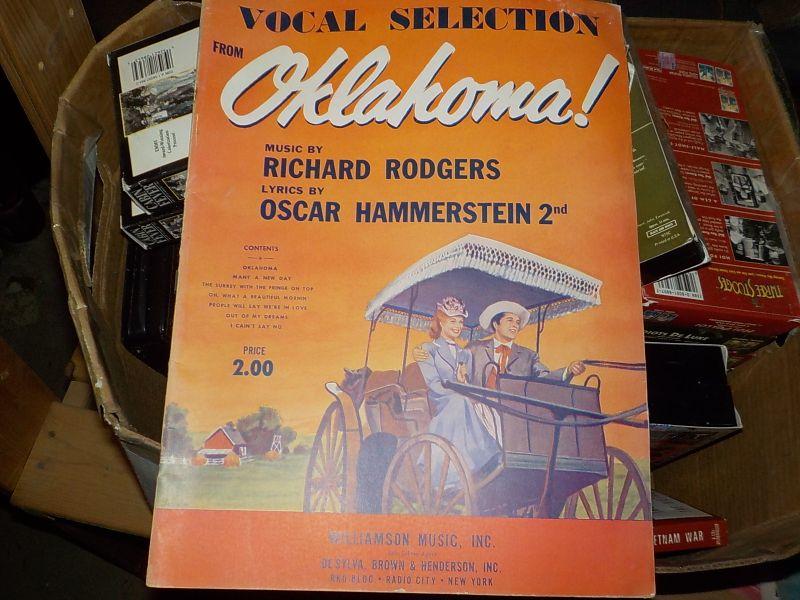 VOCAL SELECTION
FROM
Oklahoma!
MUSIC BY
RICHARD RODGERS
LYRICS BY
OSCAR HAMMERSTEIN 2nd
CONTENTS
OKLAHOMA
MANY A NEW DAY
THE SURREY WITH THE FRINGE ON TOP
OH, WHAT A BEAUTIFUL MORNIN'
PEOPLE WILL SAY WE'RE IN LOVE
OUT OF MY DREAMS
I CAIN'T SAY NO
PRICE
2.00
WILLIAMSON MUSIC, INC.
DE SYLVA, BROWN & HENDERSON, INC.
RKO BLDG • RADIO CITY • NEW YORK
THREE STOOGES
ETNAM WAR